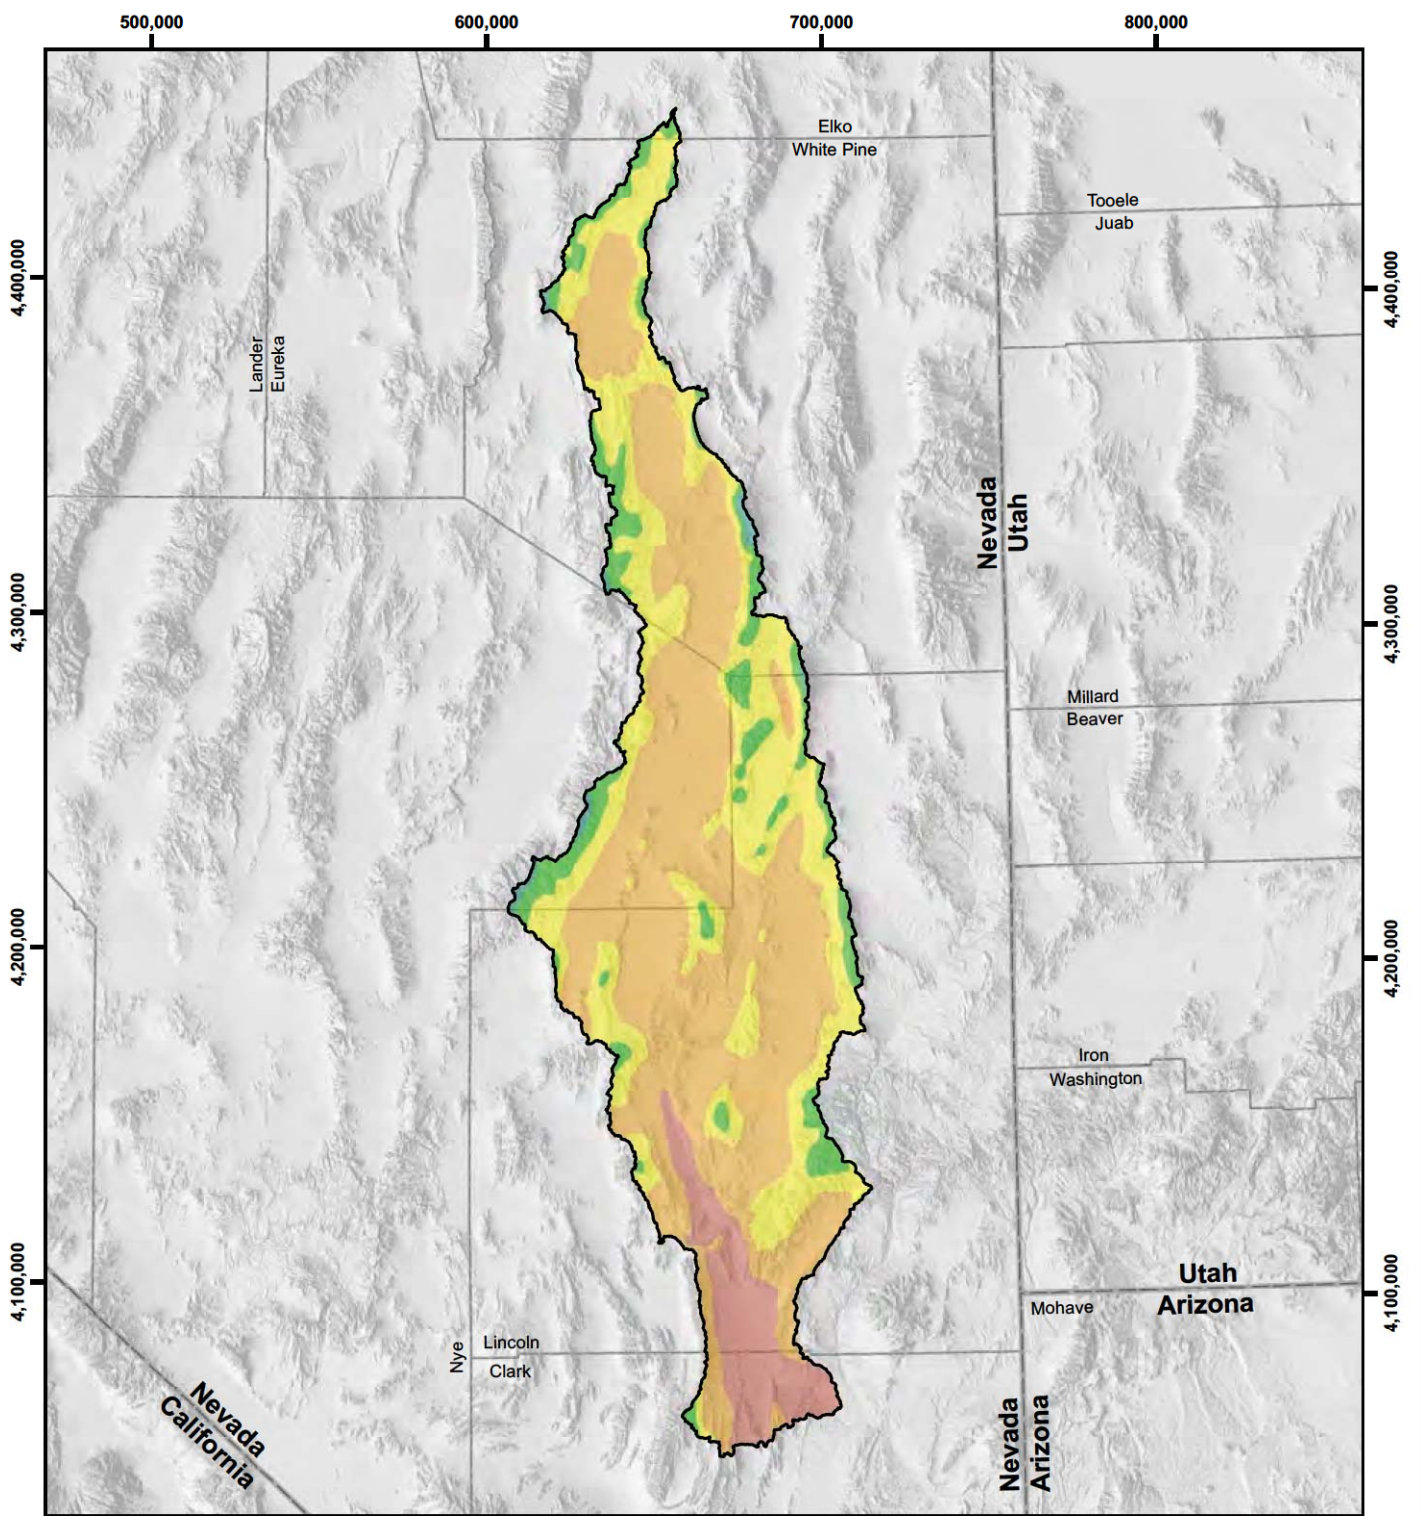 500,000
600,000
700,000
800,000
Elko
White Pine
Tooele
Juab
4,400,000
4,400,000
Lander
Eureka
Nevada
Utah
4,300,000
4,300,000
Millard
Beaver
4,200,000
4,200,000
Iron
Washington
Utah
Arizona
4,100,000
4,100,000
Mohave
Nye
Lincoln
Clark
Nevada
California
Nevada
Arizona